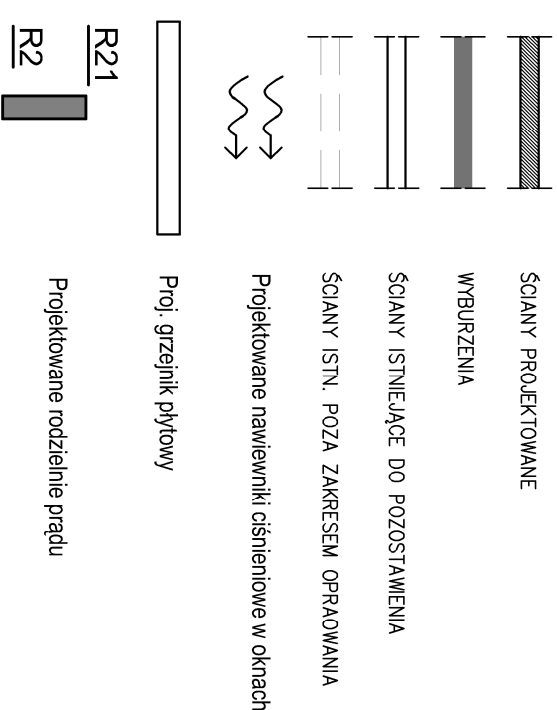 ŚCIANY PROJEKTOWANE
WYBURZENIA
ŚCIANY ISTNIEJĄCE DO POZOSTAWIENIA
ŚCIANY ISTN. POZA ZAKRESEM OPRAOWANIA
Projektowane nawiewniki ciśnieniowe w oknach
Proj. grzejnik płytowy
R21
R2
Projektowane rodzielnie prądu